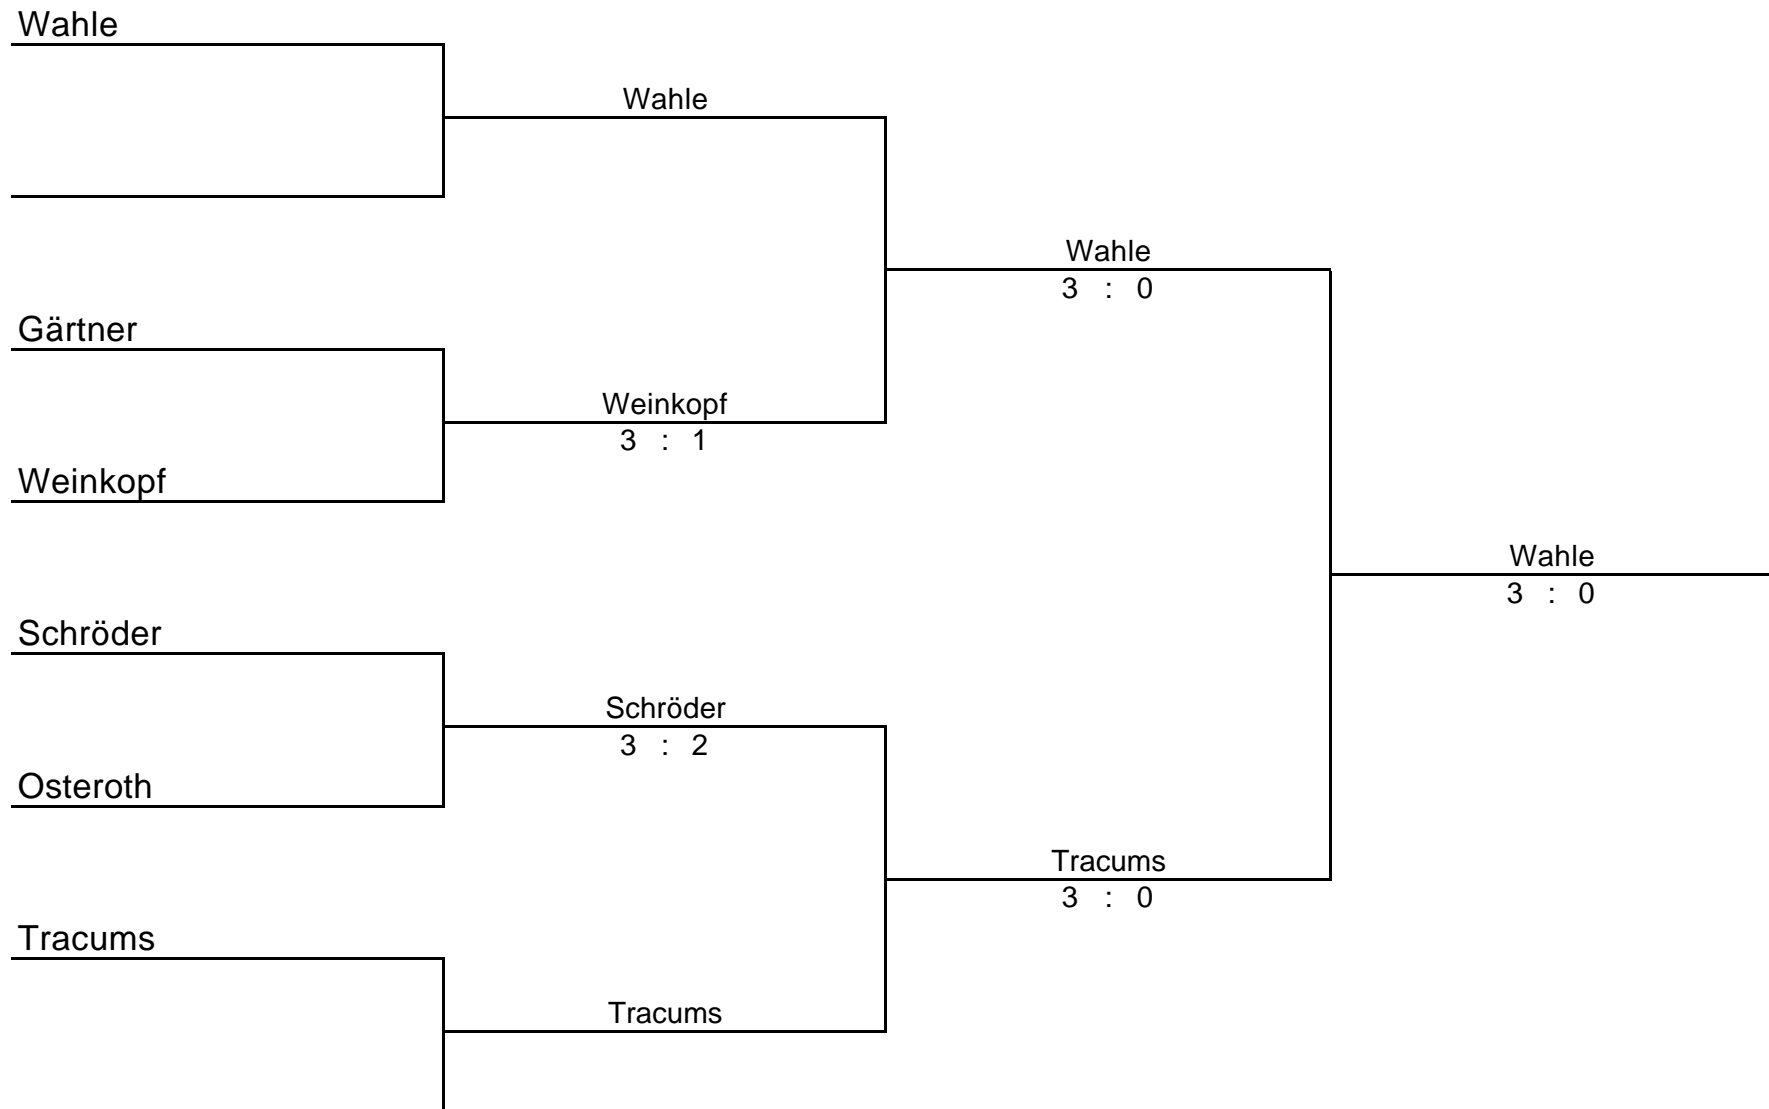 Wahle
Wahle
Wahle
3 : 0
Gärtner
Weinkopf
3 : 1
Weinkopf
Wahle
3 : 0
Schröder
Schröder
3 : 2
Osteroth
Tracums
3 : 0
Tracums
Tracums